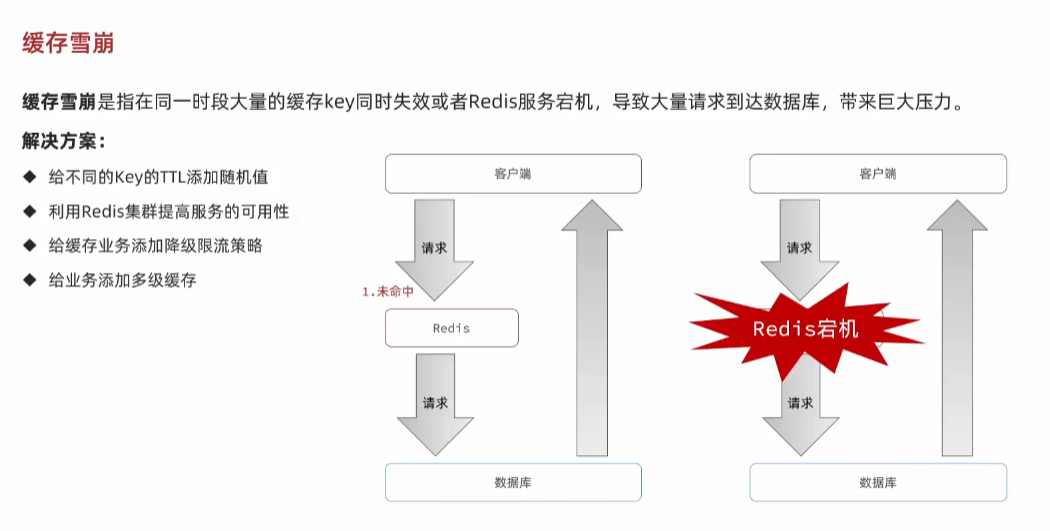 缓存雪崩
缓存雪崩是指在同一时段大量的缓存key同时失效或者Redis服务宕机，导致大量请求到达数据库，带来巨大压力。
解决方案：
◆ 给不同的Key的TTL添加随机值
◆ 利用Redis集群提高服务的可用性
◆ 给缓存业务添加降级限流策略
◆ 给业务添加多级缓存
客户端
请求
1.未命中
Redis
请求
数据库
客户端
请求
Redis宕机
请求
数据库